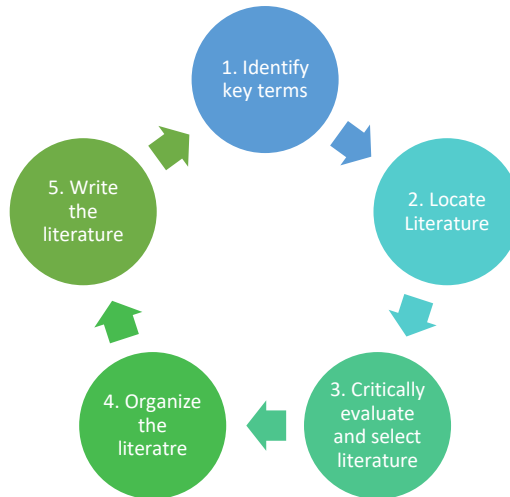 1. Identify
key terms
2. Locate
Literature
3. Critically
evaluate
and select
literature
4. Organize
the
literatre
5. Write
the
literature